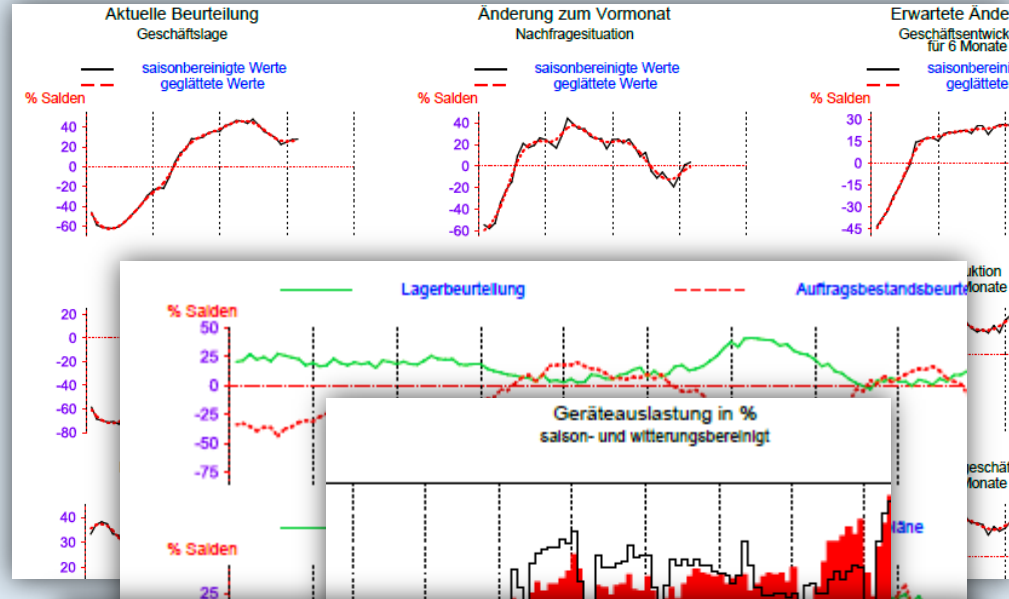 Aktuelle Beurteilung
Geschäftslage
saisonbereinigte Werte
geglättete Werte
% Salden
40
20
0
-20
-40
-60
Änderung zum Vormonat
Nachfragesituation
saisonbereinigte Werte
geglättete Werte
% Salden
40
20
0
-20
-40
-60
Erwartete Ände
Geschäftsentwick
für 6 Monate
saisonbereini
geglättete
% Salden
30
15
0
-15
-30
-45
20
0
-20
-40
-60
-80
uktion
Monate
40
30
20
geschäf
Monate
Lagerbeurteilung
Auftragsbestandsbeurte
% Salden
50
25
0
-25
-50
-75
% Salden
25
läne
Geräteauslastung in %
saison- und witterungsbereinigt